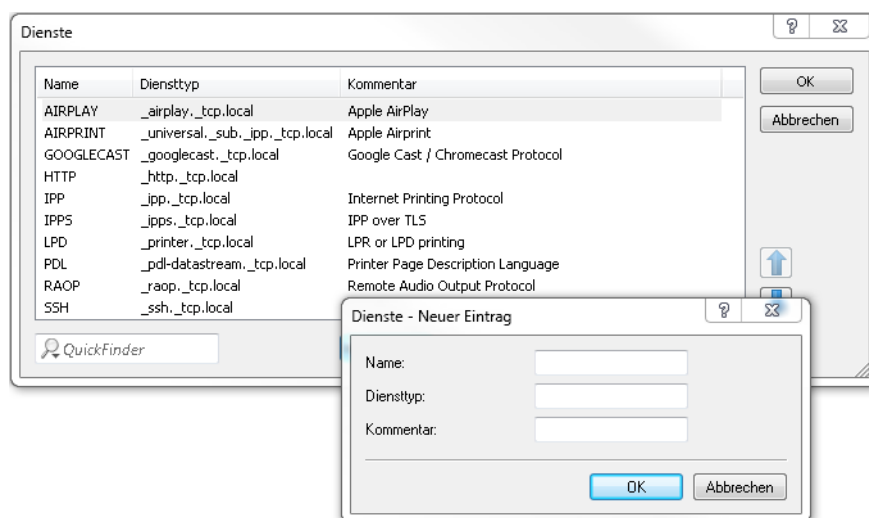 Dienste
Name Diensttyp Kommentar
AIRPLAY _airplay._tcp.local Apple AirPlay
AIRPRINT _universal._sub._ipp._tcp.local Apple Airprint
GOOGLECAST _googlecast._tcp.local Google Cast / Chromecast Protocol
HTTP _http._tcp.local
IPP _ipp._tcp.local Internet Printing Protocol
IPPS _ipps._tcp.local IPP over TLS
LPD _printer._tcp.local LPR or LPD printing
PDL _pdl-datastream._tcp.local Printer Page Description Language
RAOP _raop._tcp.local Remote Audio Output Protocol
SSH _ssh._tcp.local
OK
Abbrechen
QuickFinder
Dienste - Neuer Eintrag
Name:
Diensttyp:
Kommentar:
OK Abbrechen